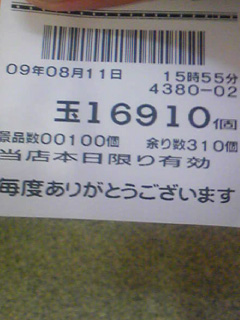 09年08月11日 15時55分
4380-02
玉16910個
景品数00100個 余り数310個
当店本日限り有効
毎度ありがとうございます